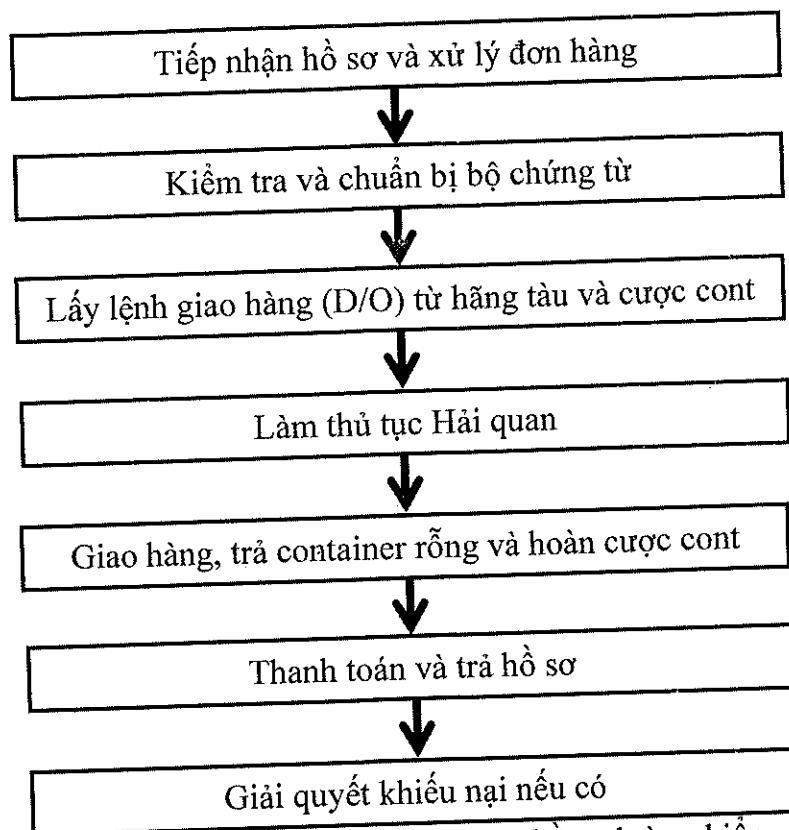 Tiếp nhận hồ sơ và xử lý đơn hàng
Kiểm tra và chuẩn bị bộ chứng từ
Lấy lệnh giao hàng (D/O) từ hãng tàu và cược cont
Làm thủ tục Hải quan
Giao hàng, trả container rỗng và hoàn cược cont
Thanh toán và trả hồ sơ
Giải quyết khiếu nại nếu có